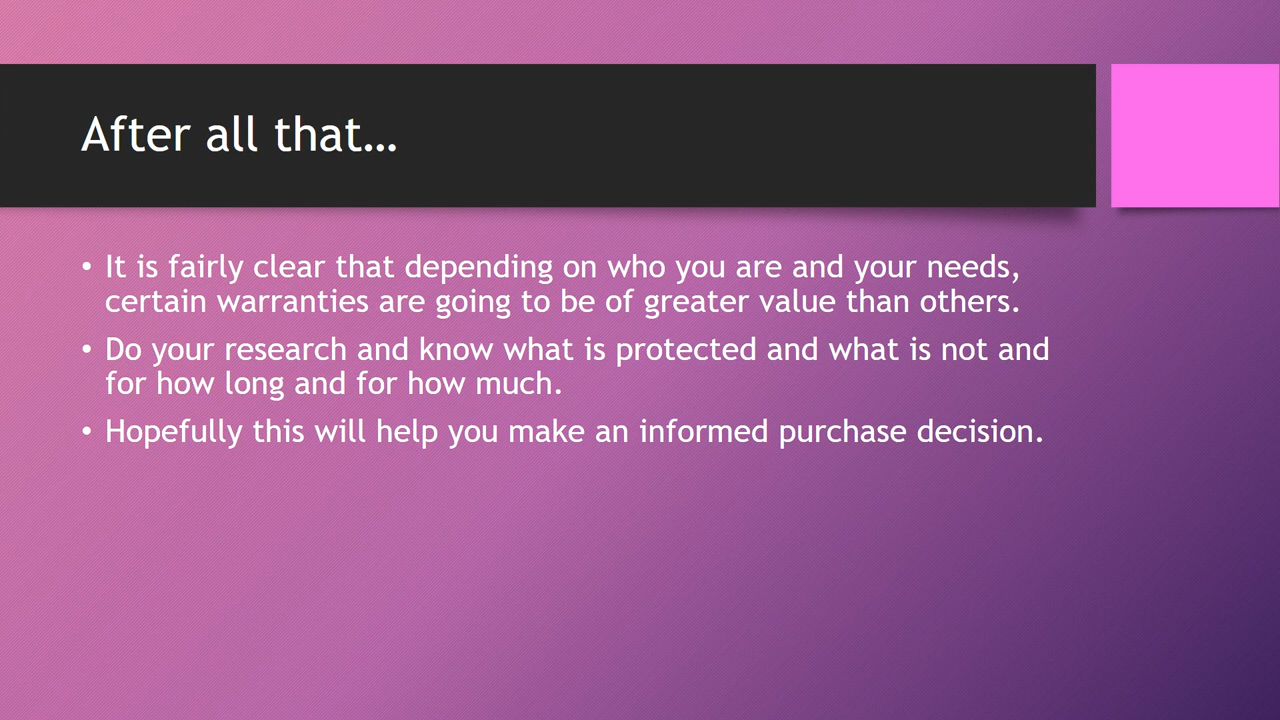 After all that…
• It is fairly clear that depending on who you are and your needs,
certain warranties are going to be of greater value than others.
• Do your research and know what is protected and what is not and
for how long and for how much.
• Hopefully this will help you make an informed purchase decision.